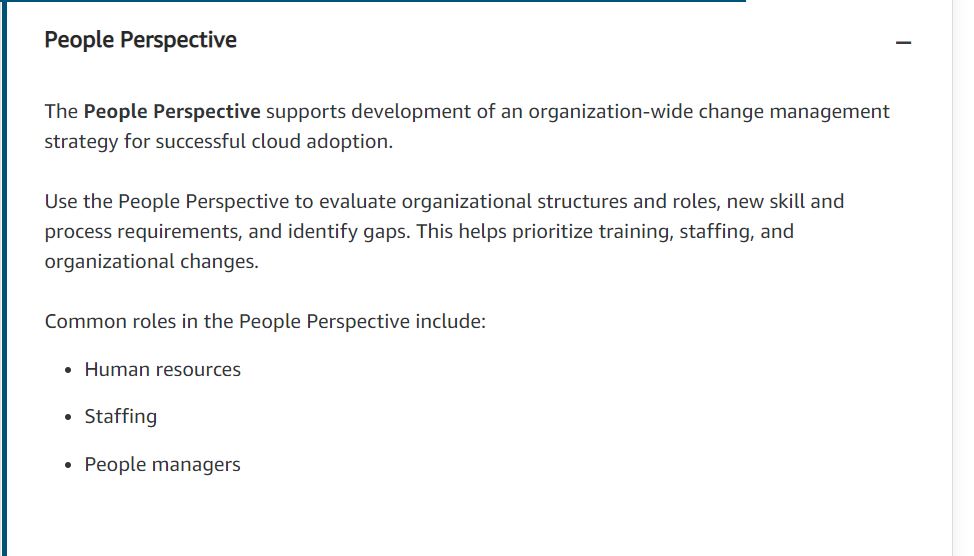 People Perspective
The People Perspective supports development of an organization-wide change management
strategy for successful cloud adoption.
Use the People Perspective to evaluate organizational structures and roles, new skill and
process requirements, and identify gaps. This helps prioritize training, staffing, and
organizational changes.
Common roles in the People Perspective include:
• Human resources
• Staffing
• People managers